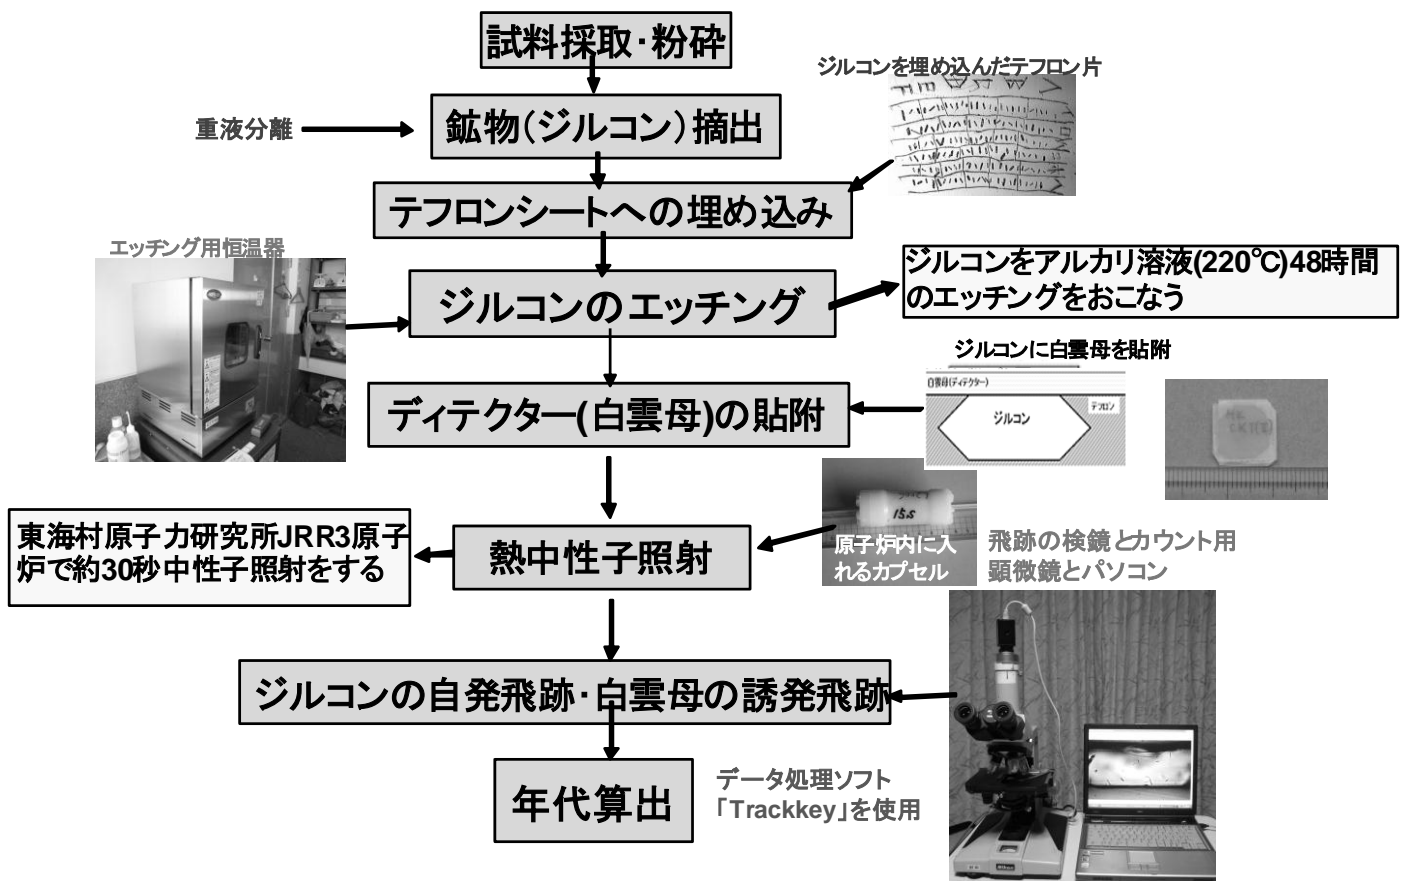 試料採取・粉砕
ジルコンを埋め込んだテフロン片
重液分離
鉱物(ジルコン)摘出
テフロンシートへの埋め込み
エッチング用恒温器
ジルコンのエッチング
ジルコンをアルカリ溶液(220℃)48時間
のエッチングをおこなう
ジルコンに白雲母を貼附
白雲母(ディテクター)
テフロン
ジルコン
ディテクター(白雲母)の貼附
東海村原子力研究所JRR3原子
炉で約30秒中性子照射をする
熱中性子照射
15.5
原子炉内に入
れるカプセル
飛跡の検鏡とカウント用
顕微鏡とパソコン
ジルコンの自発飛跡・白雲母の誘発飛跡
年代算出
データ処理ソフト
「Trackkey」を使用
Nikon